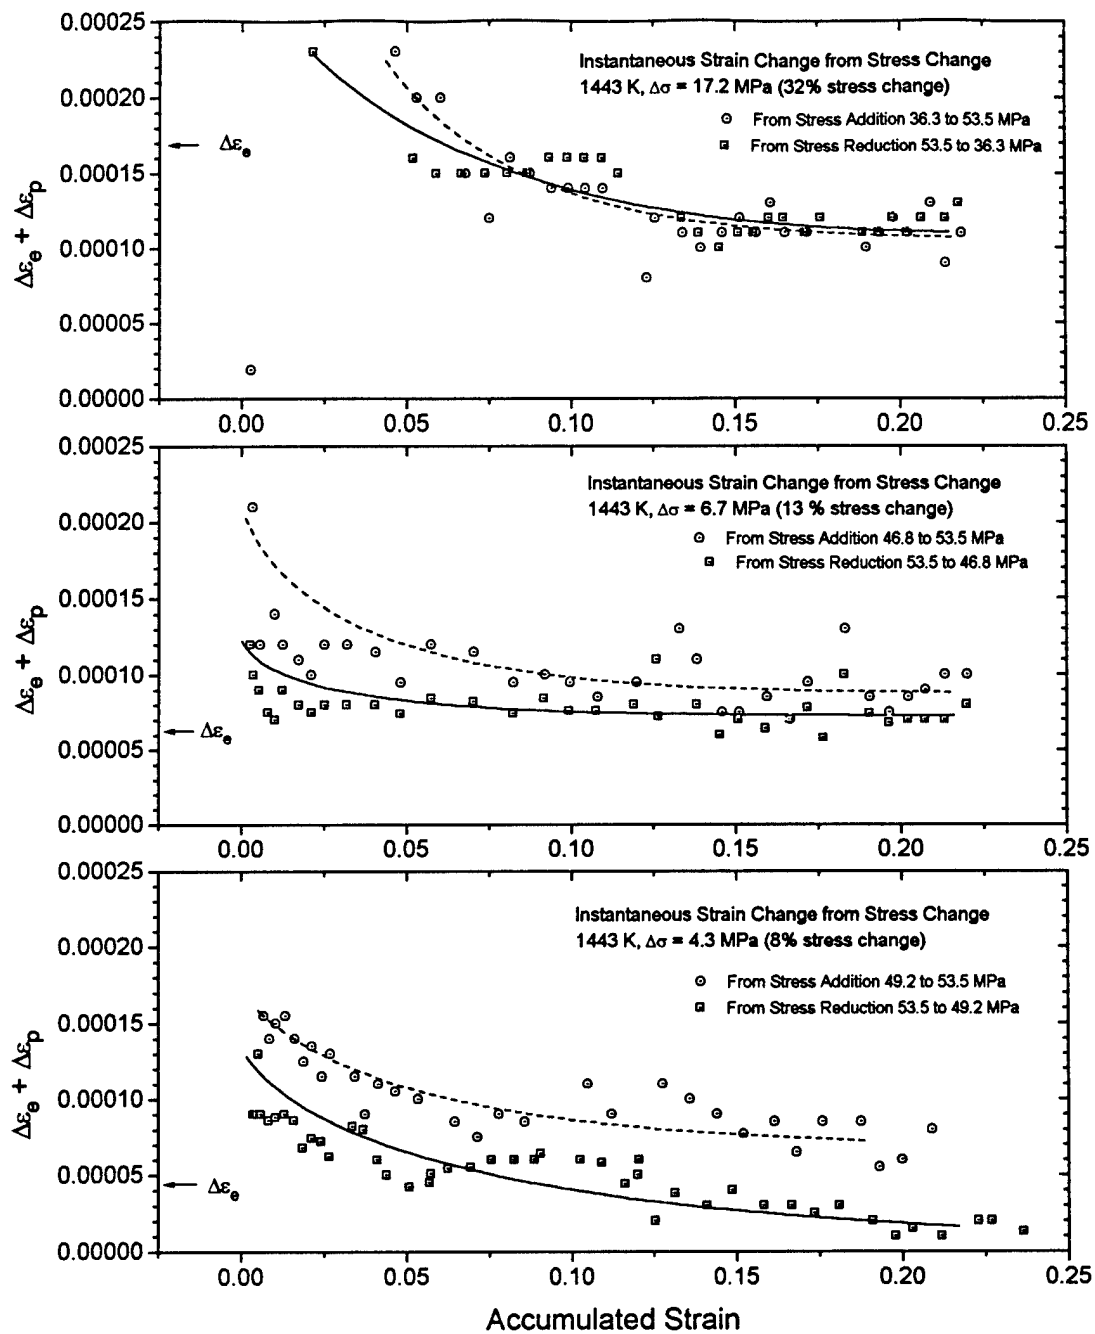 0.00025
Instantaneous Strain Change from Stress Change
1443 K, Δσ = 17.2 MPa (32% stress change)
0.00020
From Stress Addition 36.3 to 53.5 MPa
From Stress Reduction 53.5 to 36.3 MPa
Δεe
0.00015
Δεe + Δεp
0.00010
0.00005
0.00000
0.00 0.05 0.10 0.15 0.20 0.25
0.00025
Instantaneous Strain Change from Stress Change
1443 K, Δσ = 6.7 MPa (13 % stress change)
0.00020
From Stress Addition 46.8 to 53.5 MPa
From Stress Reduction 53.5 to 46.8 MPa
0.00015
Δεe + Δεp
0.00010
Δεe
0.00005
0.00000
0.00 0.05 0.10 0.15 0.20 0.25
0.00025
Instantaneous Strain Change from Stress Change
1443 K, Δσ = 4.3 MPa (8% stress change)
0.00020
From Stress Addition 49.2 to 53.5 MPa
From Stress Reduction 53.5 to 49.2 MPa
0.00015
Δεe + Δεp
0.00010
0.00005
Δεe
0.00000
0.00 0.05 0.10 0.15 0.20 0.25
Accumulated Strain